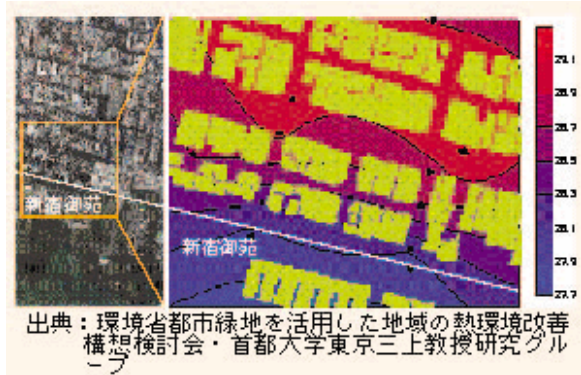 新宿御苑
新宿御苑
29.1
28.9
28.7
28.5
28.3
28.1
27.9
27.7
出典：環境省都市緑地を活用した地域の熱環境改善
構想検討会・首都大学東京三上教授研究グル
ープ